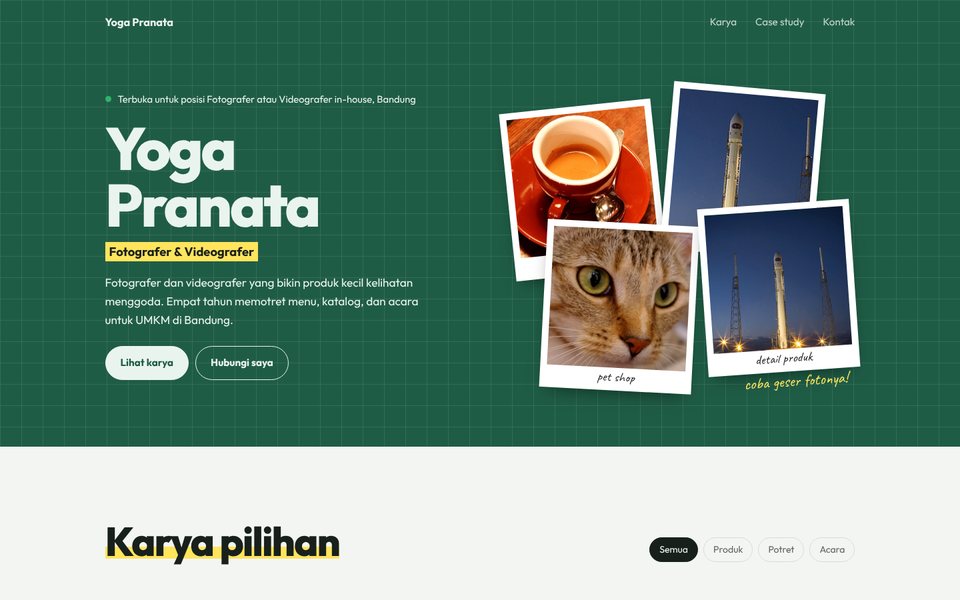 Yoga Pranata
Karya Case study Kontak
Terbuka untuk posisi Fotografer atau Videografer in-house, Bandung
Yoga
Pranata
Fotografer & Videografer
Fotografer dan videografer yang bikin produk kecil kelihatan
menggoda. Empat tahun memotret menu, katalog, dan acara
untuk UMKM di Bandung.
Lihat karya Hubungi saya
pet shop
detail produk
coba geser fotonya!
Karya pilihan
Semua Produk Potret Acara